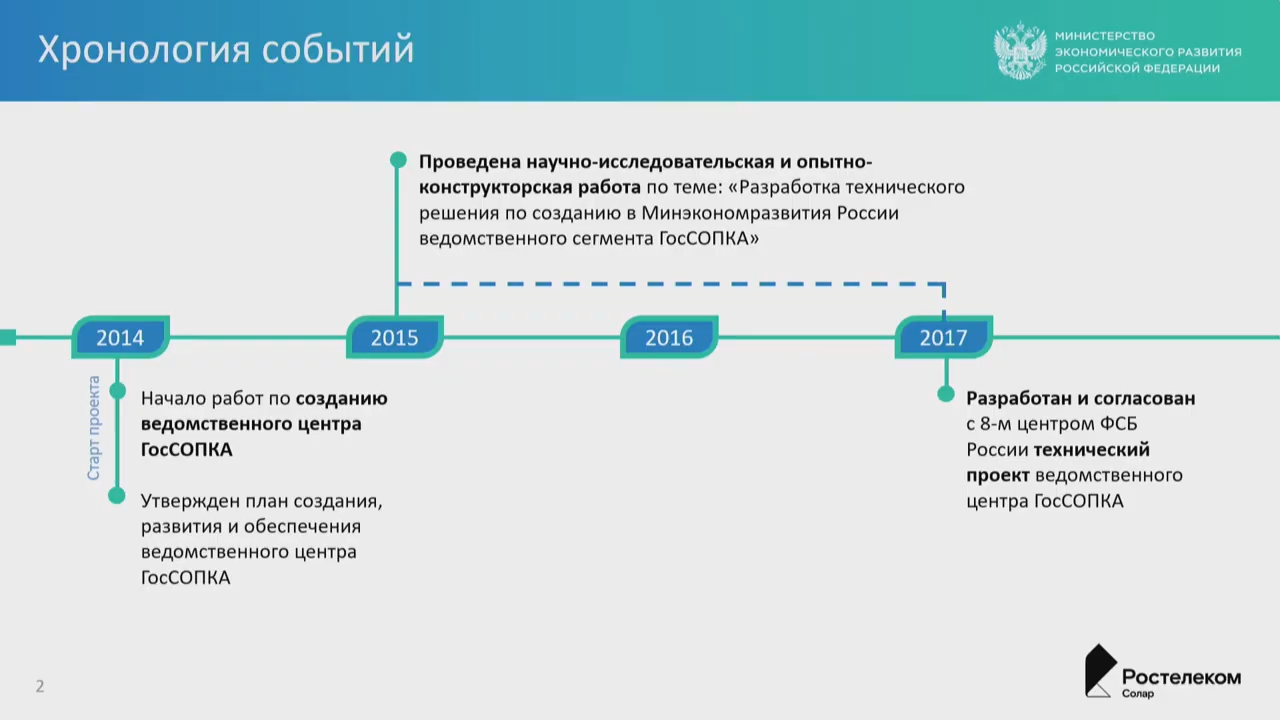 Хронология событий
МИНИСТЕРСТВО
ЭКОНОМИЧЕСКОГО РАЗВИТИЯ
РОССИЙСКОЙ ФЕДЕРАЦИИ
Проведена научно-исследовательская и опытно-
конструкторская работа по теме: «Разработка технического
решения по созданию в Минэкономразвития России
ведомственного сегмента ГосСОПКА»
2014
2015
2016
2017
Старт проекта
Начало работ по созданию
ведомственного центра
ГосСОПКА
Утвержден план создания,
развития и обеспечения
ведомственного центра
ГосСОПКА
Разработан и согласован
с 8-м центром ФСБ
России технический
проект ведомственного
центра ГосСОПКА
2
Ростелеком
Солар